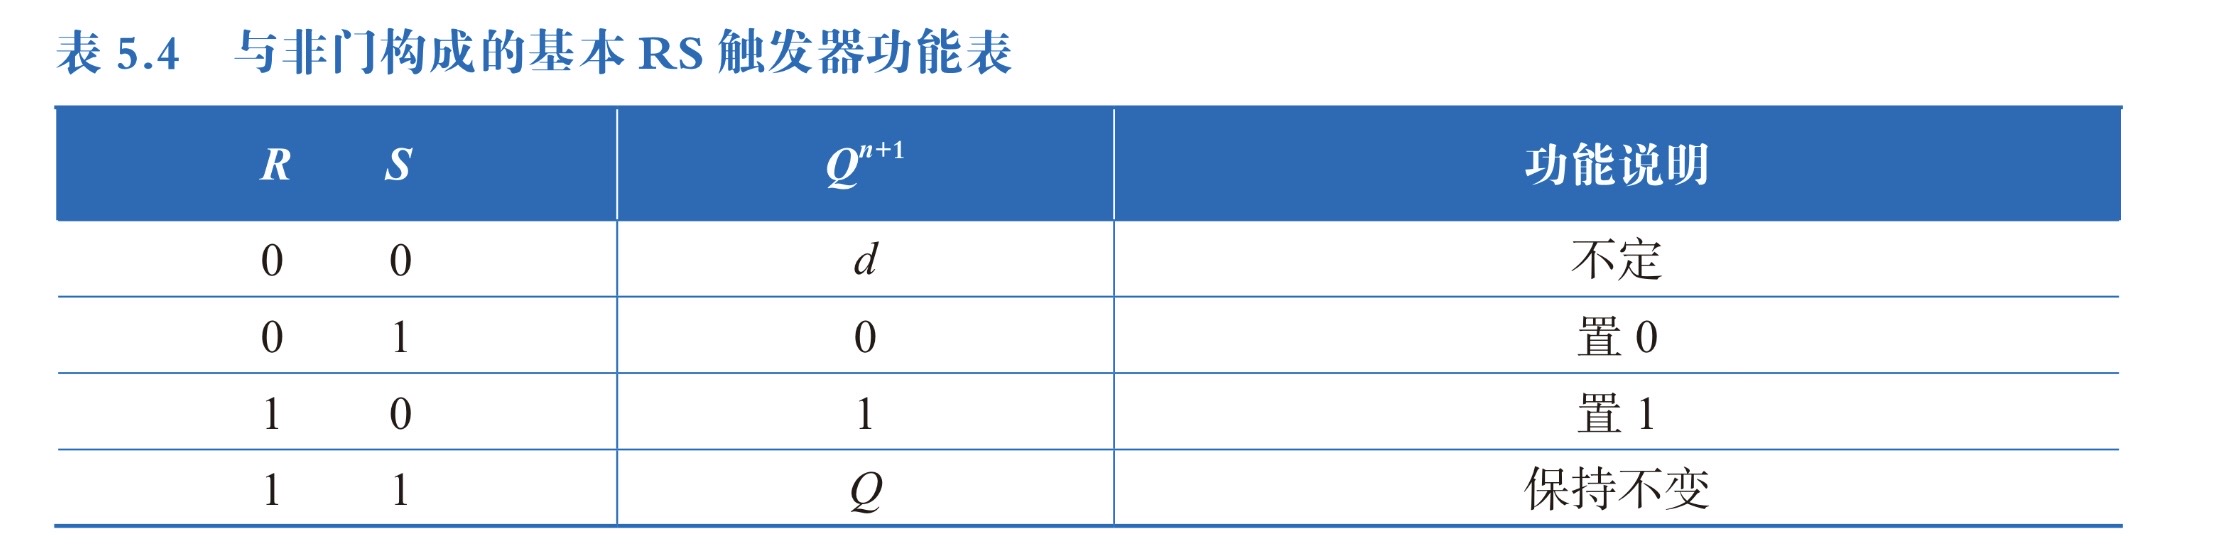 表 5.4 与非门构成的基本 RS 触发器功能表
R S Qn+1 功能说明
0 0 d 不定
0 1 0 置 0
1 0 1 置 1
1 1 Q 保持不变